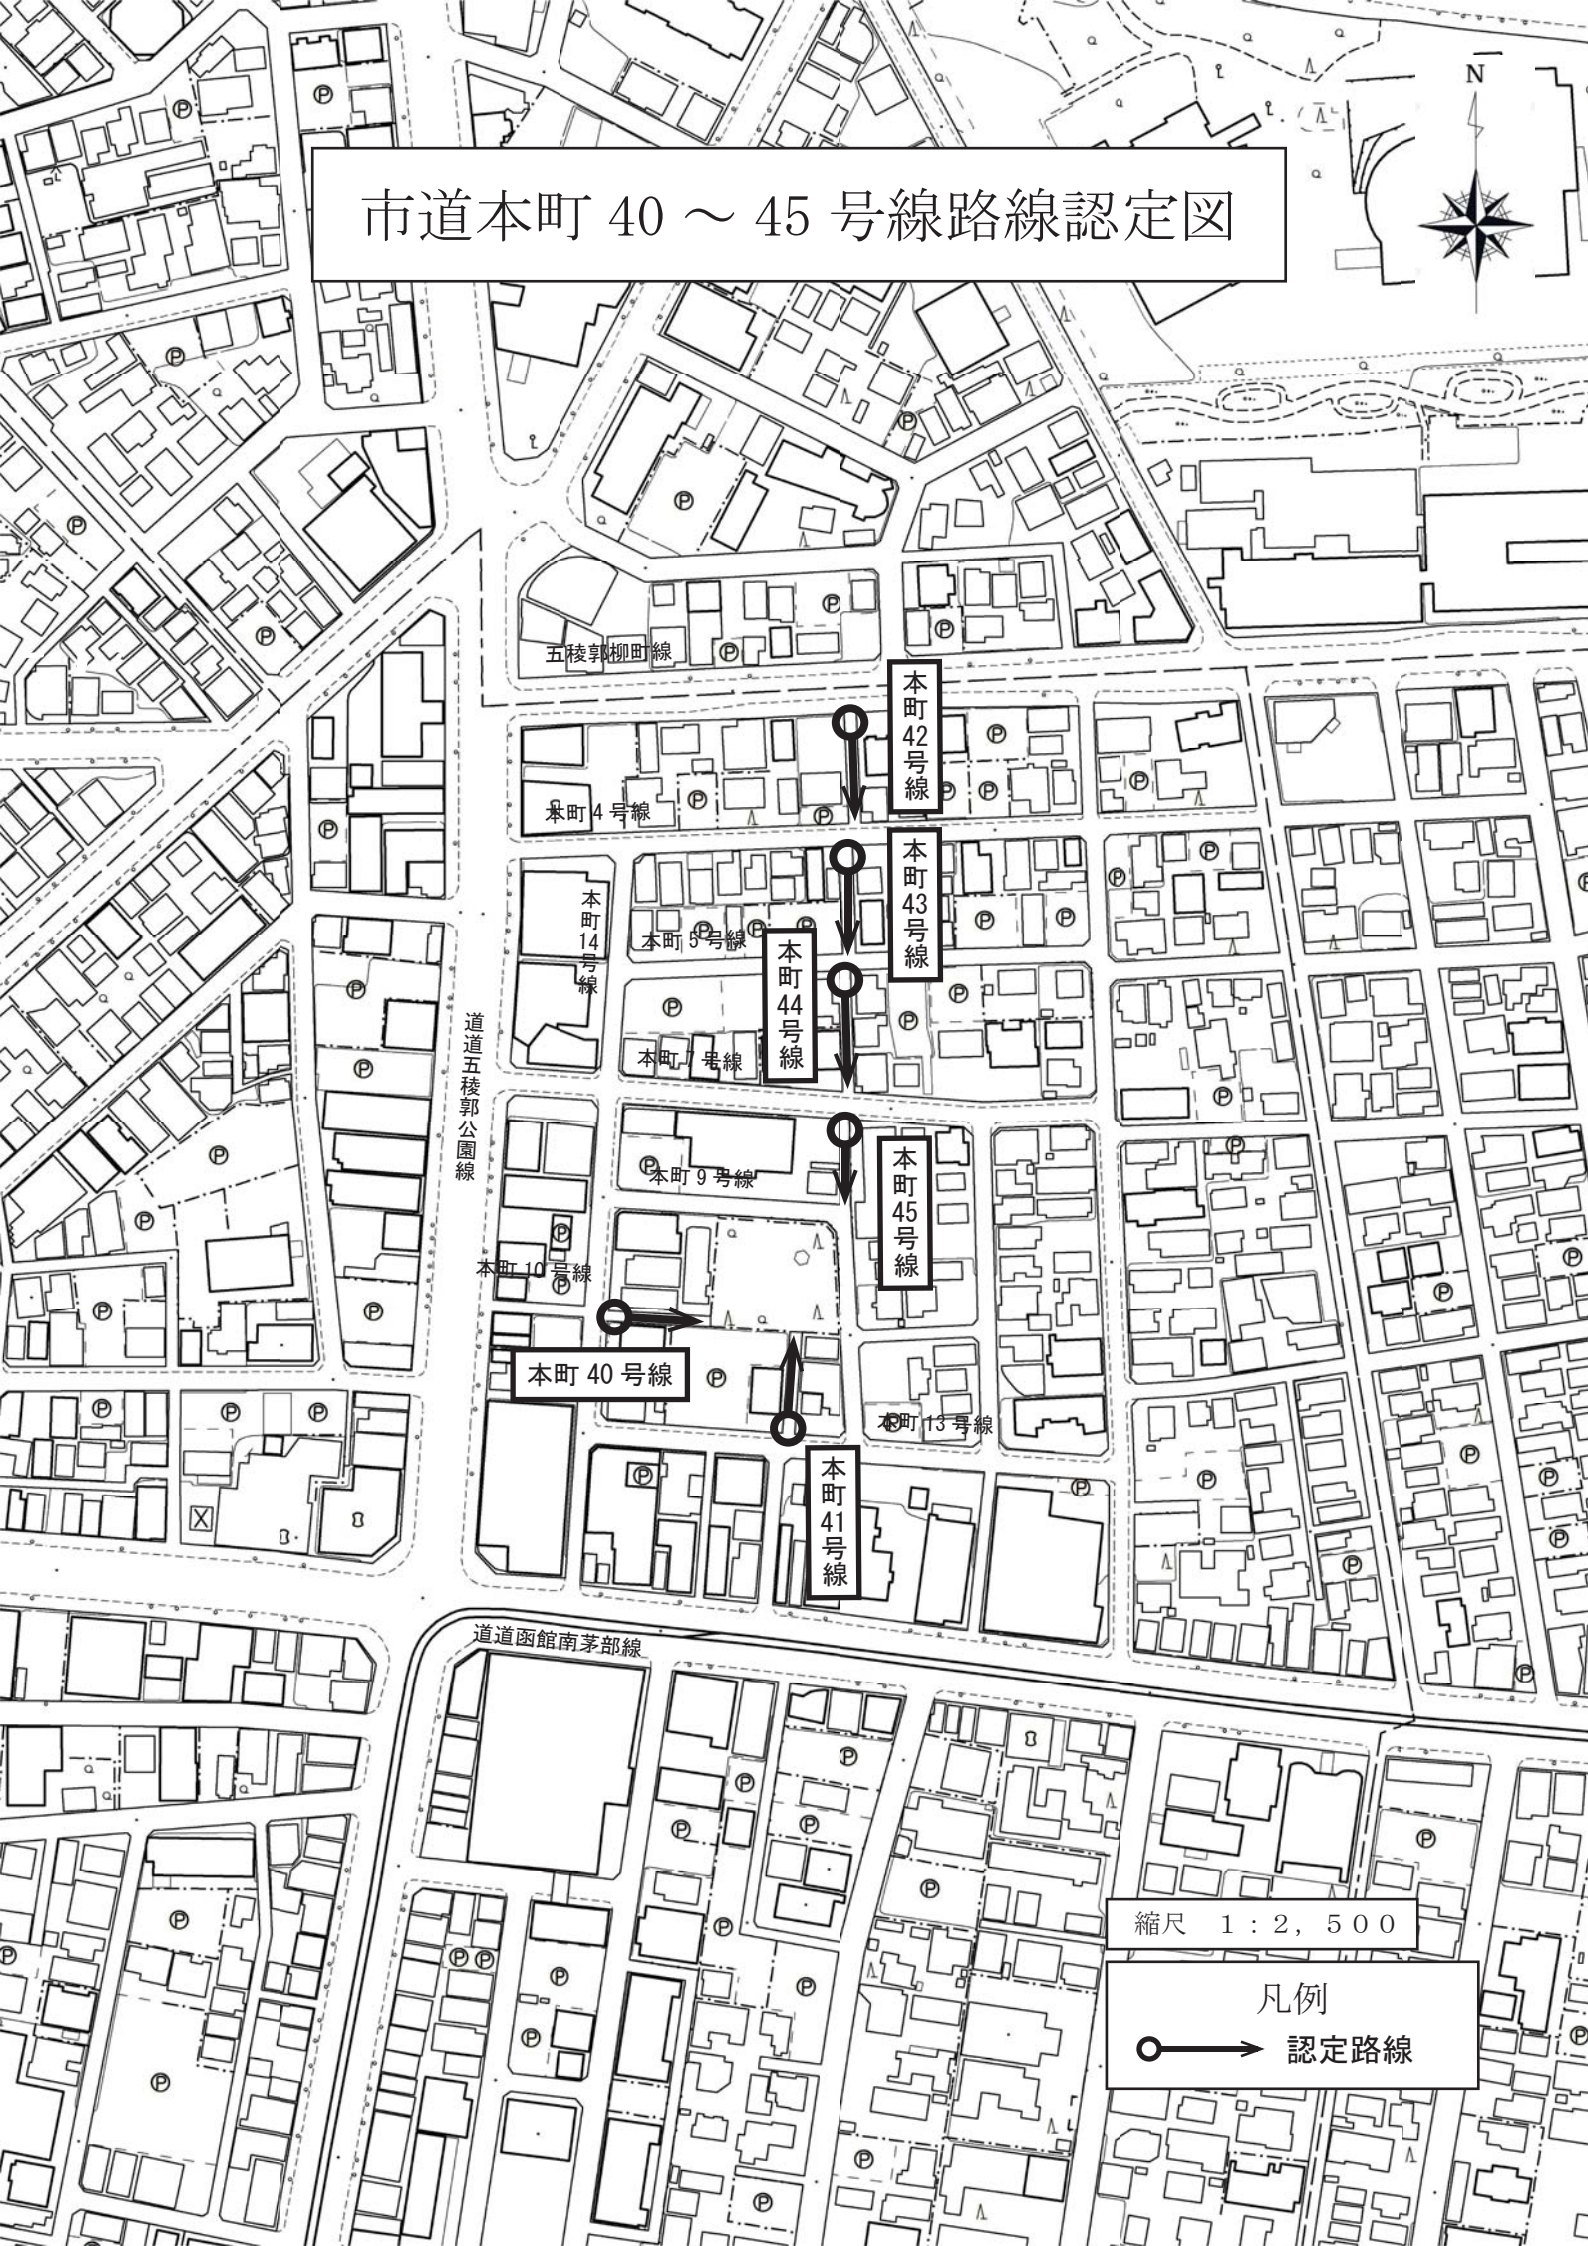 N
市道本町 40 ～ 45 号線路線認定図
五稜郭柳町線
本町42号線
本町 4 号線
本町43号線
本町14号線
本町 5 号線
本町44号線
道道五稜郭公園線
本町 7 号線
本町45号線
本町 9 号線
本町 10 号線
本町 40 号線
本町 13 号線
本町41号線
道道函館南茅部線
縮尺　１：２，５００
凡例
認定路線